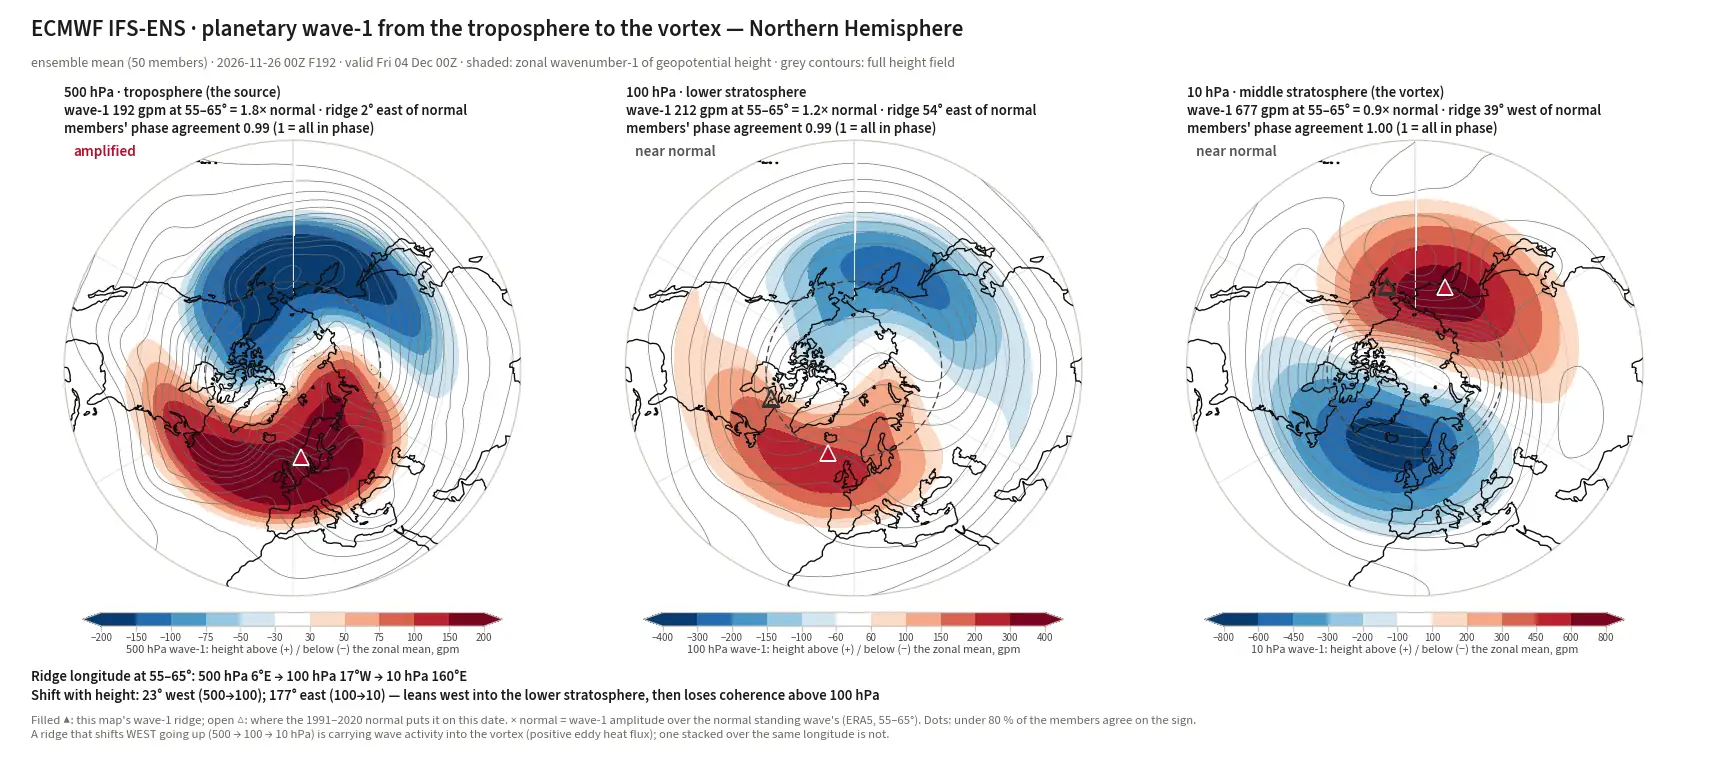 ECMWF IFS-ENS · planetary wave-1 from the troposphere to the vortex — Northern Hemisphere
ensemble mean (50 members) · 2026-11-26 00Z F192 · valid Fri 04 Dec 00Z · shaded: zonal wavenumber-1 of geopotential height · grey contours: full height field
500 hPa · troposphere (the source)
wave-1 192 gpm at 55–65° = 1.8× normal · ridge 2° east of normal
members' phase agreement 0.99 (1 = all in phase)
amplified
100 hPa · lower stratosphere
wave-1 212 gpm at 55–65° = 1.2× normal · ridge 54° east of normal
members' phase agreement 0.99 (1 = all in phase)
near normal
10 hPa · middle stratosphere (the vortex)
wave-1 677 gpm at 55–65° = 0.9× normal · ridge 39° west of normal
members' phase agreement 1.00 (1 = all in phase)
near normal
−200 −150 −100 −75 −50 −30 30 50 75 100 150 200
500 hPa wave-1: height above (+) / below (−) the zonal mean, gpm
−400 −300 −200 −150 −100 −60 60 100 150 200 300 400
100 hPa wave-1: height above (+) / below (−) the zonal mean, gpm
−800 −600 −450 −300 −200 −100 100 200 300 450 600 800
10 hPa wave-1: height above (+) / below (−) the zonal mean, gpm
Ridge longitude at 55–65°: 500 hPa 6°E → 100 hPa 17°W → 10 hPa 160°E
Shift with height: 23° west (500→100); 177° east (100→10) — leans west into the lower stratosphere, then loses coherence above 100 hPa
Filled ▲: this map's wave-1 ridge; open △: where the 1991–2020 normal puts it on this date. × normal = wave-1 amplitude over the normal standing wave's (ERA5, 55–65°). Dots: under 80 % of the members agree on the sign.
A ridge that shifts WEST going up (500 → 100 → 10 hPa) is carrying wave activity into the vortex (positive eddy heat flux); one stacked over the same longitude is not.